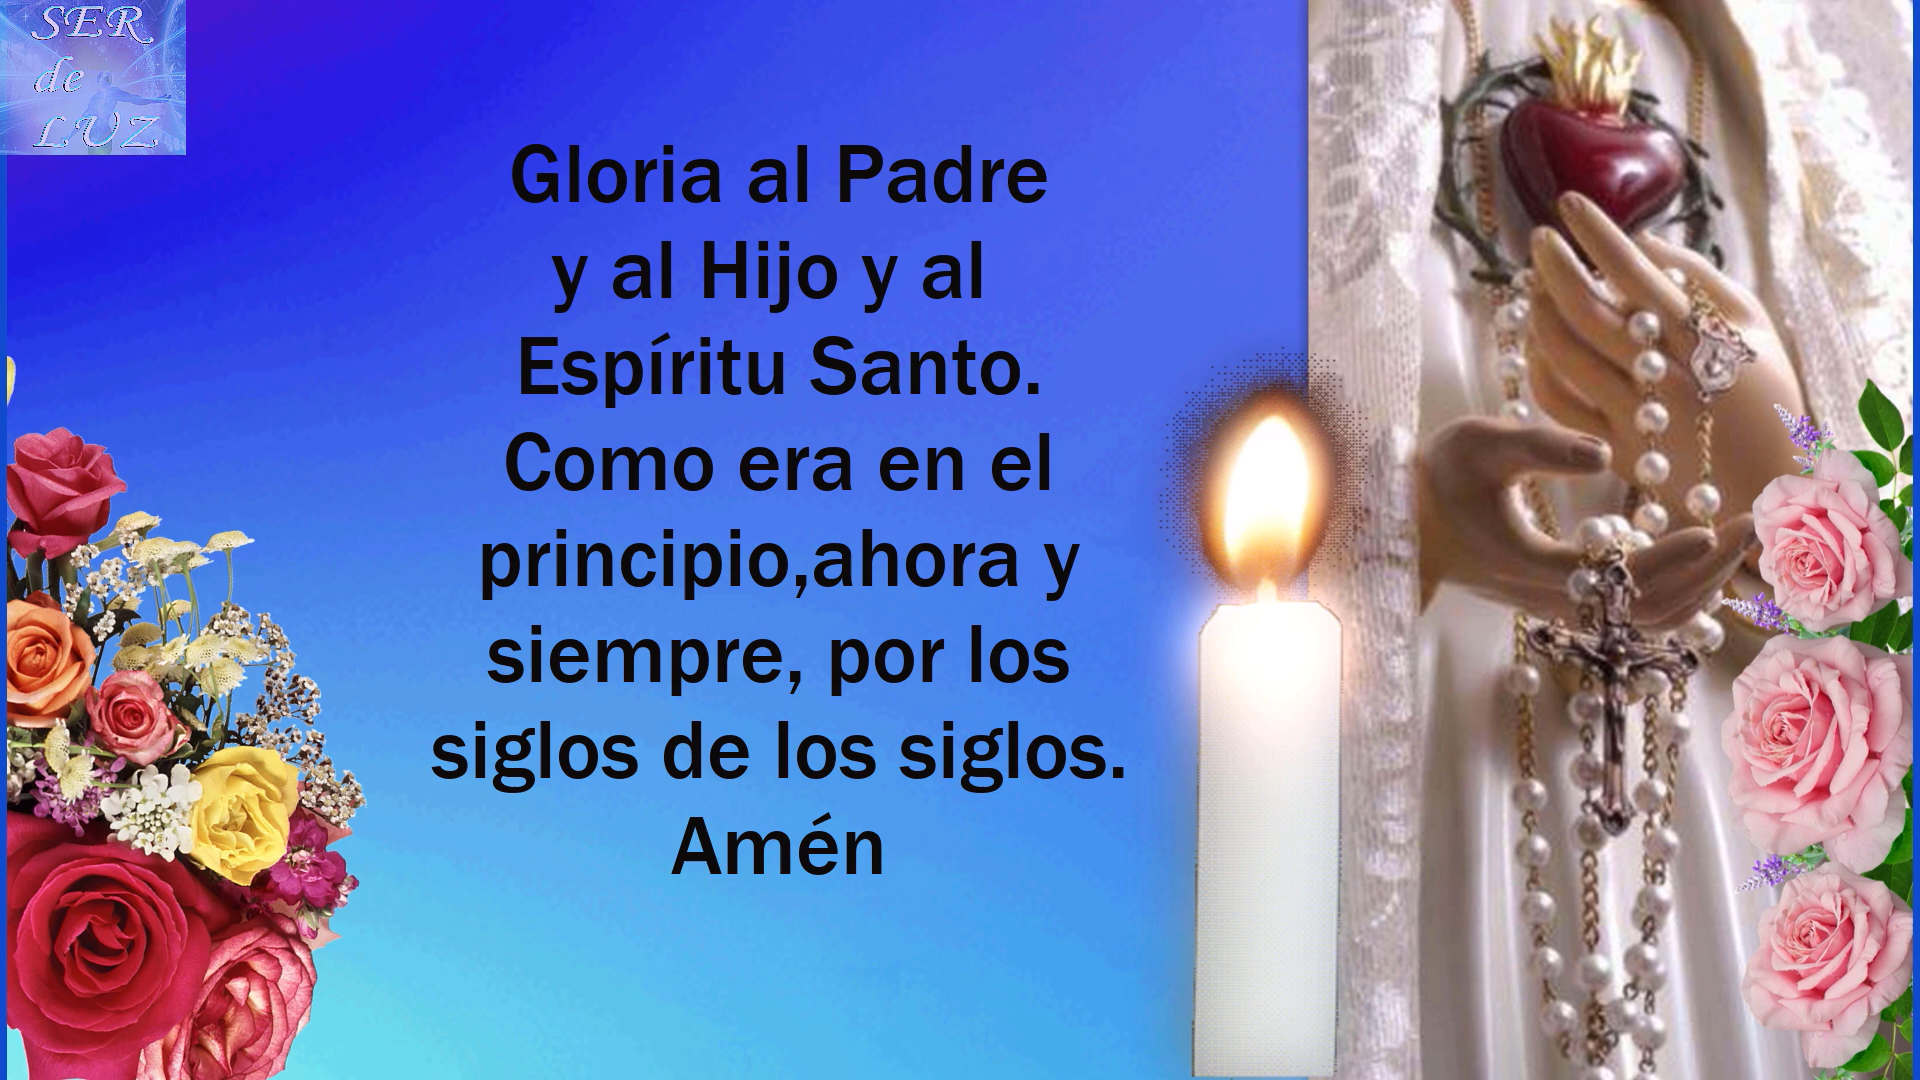 SER
de
LUZ
Gloria al Padre
y al Hijo y al
Espíritu Santo.
Como era en el
principio,ahora y
siempre, por los
siglos de los siglos.
Amén